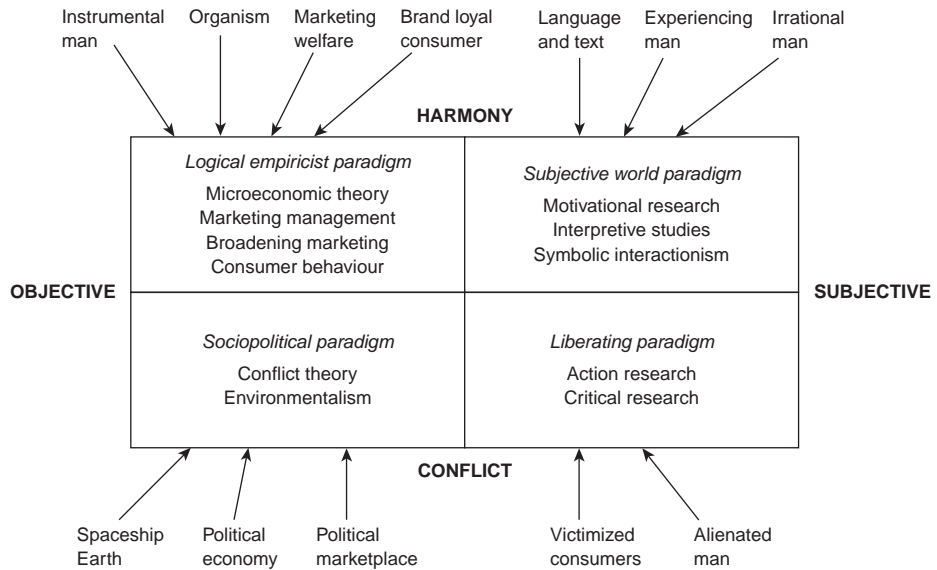 Instrumental
man
Organism
Marketing
welfare
Brand loyal
consumer
Language
and text
Experiencing
man
Irrational
man
HARMONY
Logical empiricist paradigm
Microeconomic theory
Marketing management
Broadening marketing
Consumer behaviour
Subjective world paradigm
Motivational research
Interpretive studies
Symbolic interactionism
OBJECTIVE
SUBJECTIVE
Sociopolitical paradigm
Conflict theory
Environmentalism
Liberating paradigm
Action research
Critical research
CONFLICT
Spaceship
Earth
Political
economy
Political
marketplace
Victimized
consumers
Alienated
man